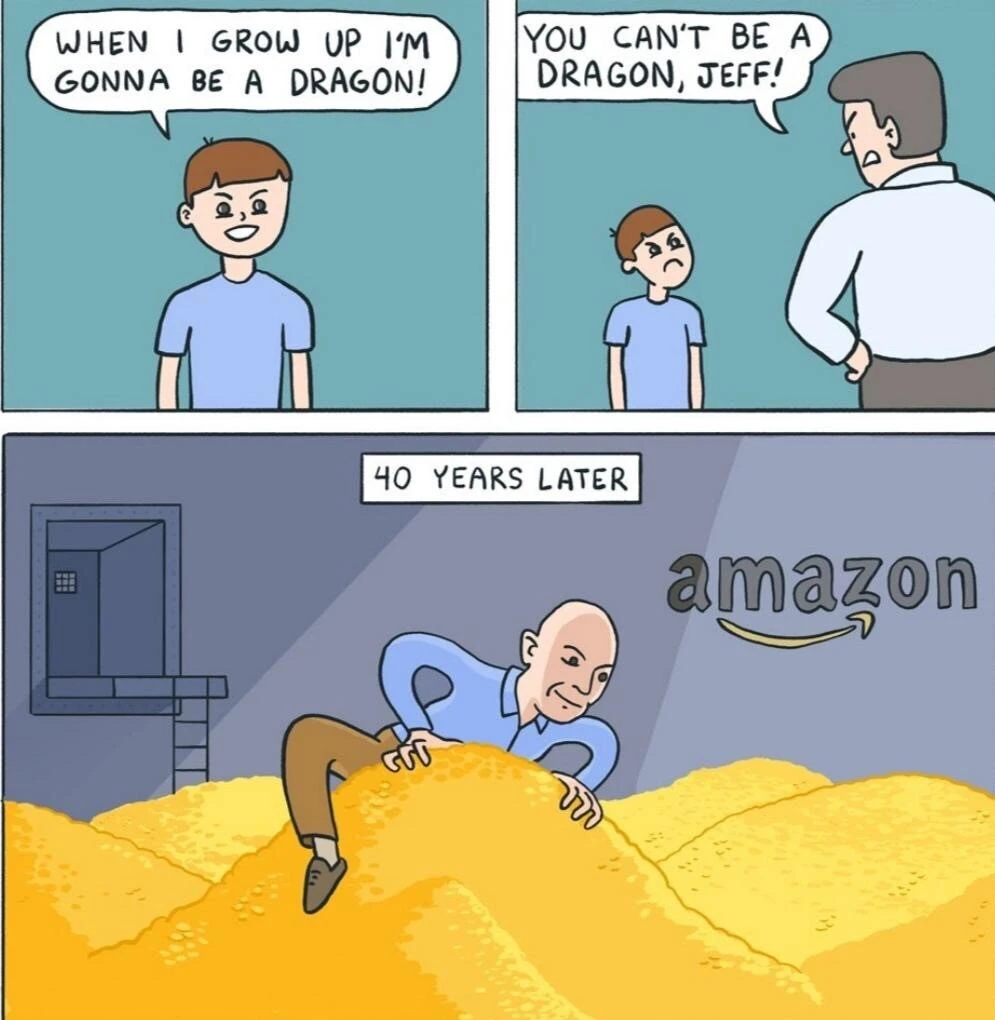 WHEN I GROW UP I'M
GONNA BE A DRAGON!
YOU CAN'T BE A
DRAGON, JEFF!
40 YEARS LATER
amazon